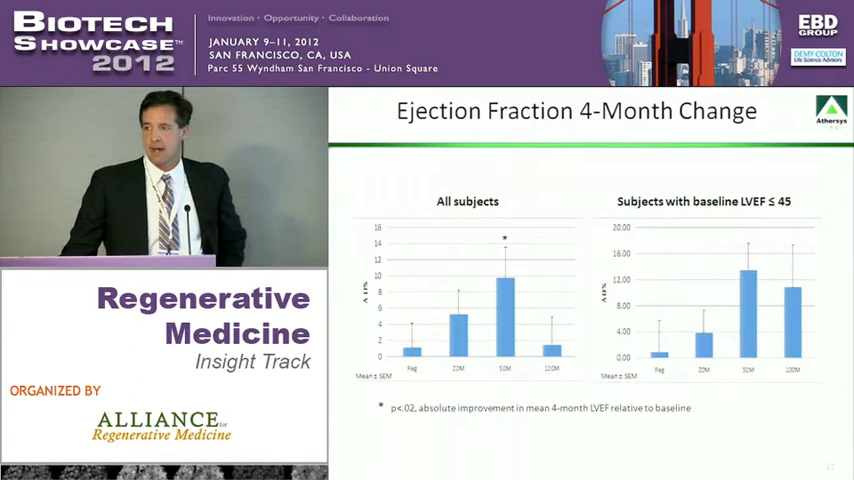 BIOTECH
SHOWCASE™
2012
Innovation • Opportunity • Collaboration
JANUARY 9–11, 2012
SAN FRANCISCO, CA, USA
Parc 55 Wyndham San Francisco - Union Square
EBD
GROUP
DEMY-COLTON
Life Science Advisors
Ejection Fraction 4-Month Change
Athersys
Regenerative
Medicine
Insight Track
ORGANIZED BY
ALLIANCE for
Regenerative Medicine
All subjects
16
14
*
12
10
8
6
4
2
0
Reg
20M
50M
100M
Mean ± SEM
Subjects with baseline LVEF ≤ 45
20.00
16.00
12.00
8.00
4.00
0.00
Reg
20M
50M
100M
Mean ± SEM
* p<.02, absolute improvement in mean 4-month LVEF relative to baseline